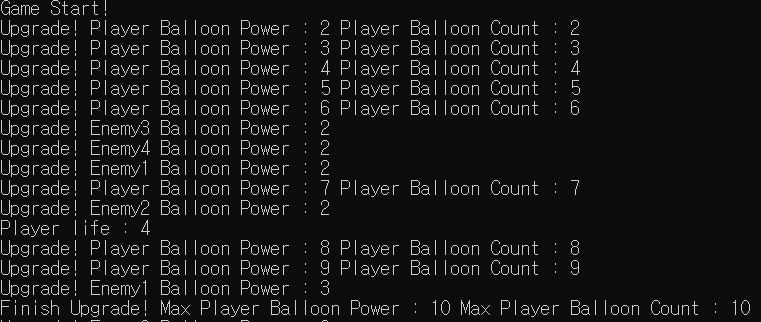 Game Start!
Upgrade! Player Balloon Power : 2 Player Balloon Count : 2
Upgrade! Player Balloon Power : 3 Player Balloon Count : 3
Upgrade! Player Balloon Power : 4 Player Balloon Count : 4
Upgrade! Player Balloon Power : 5 Player Balloon Count : 5
Upgrade! Player Balloon Power : 6 Player Balloon Count : 6
Upgrade! Enemy3 Balloon Power : 2
Upgrade! Enemy4 Balloon Power : 2
Upgrade! Enemy1 Balloon Power : 2
Upgrade! Player Balloon Power : 7 Player Balloon Count : 7
Upgrade! Enemy2 Balloon Power : 2
Player life : 4
Upgrade! Player Balloon Power : 8 Player Balloon Count : 8
Upgrade! Player Balloon Power : 9 Player Balloon Count : 9
Upgrade! Enemy1 Balloon Power : 3
Finish Upgrade! Max Player Balloon Power : 10 Max Player Balloon Count : 10